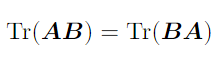 Tr(AB) = Tr(BA)